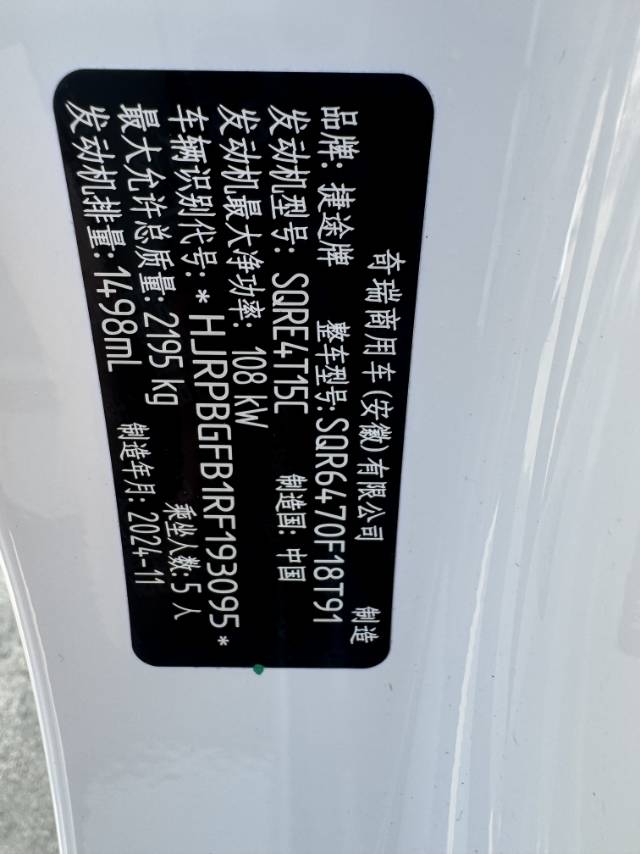 奇瑞商用车(安徽)有限公司 制造
品牌: 捷途牌 整车型号:SQR6470F18T91
发动机型号: SQRE4T15C 制造国: 中国
发动机最大净功率: 108 kW
车辆识别代号: *HJRPBGFB1RF193095*
最大允许总质量: 2195 kg 乘坐人数:5 人
发动机排量: 1498mL 制造年月: 2024-11